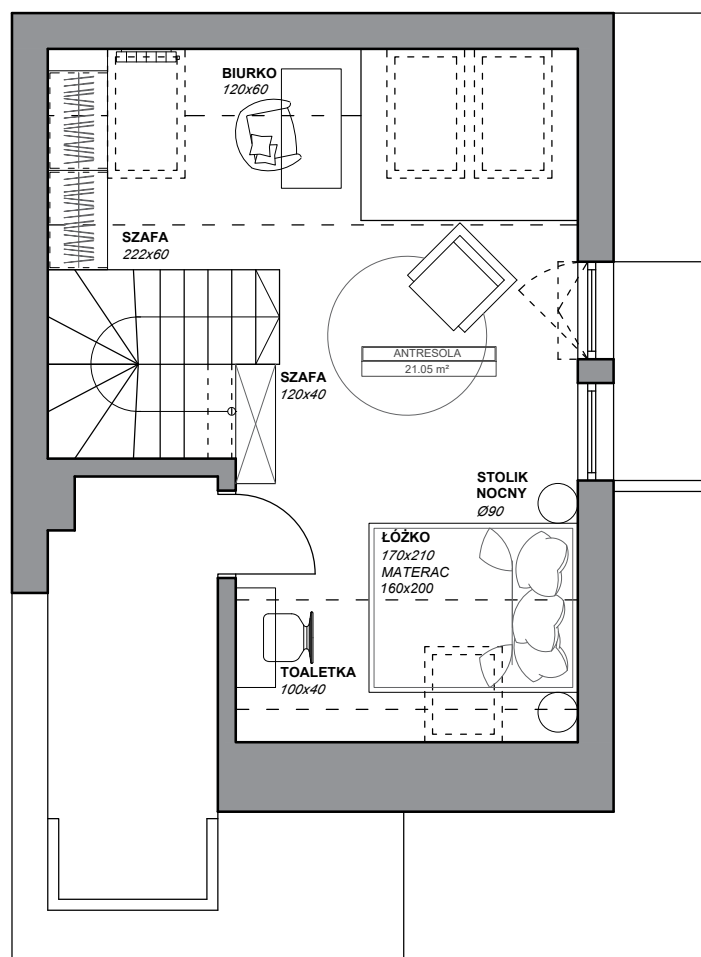 BIURKO
120x60
SZAFA
222x60
ANTRESOLA
21.05 m²
SZAFA
120x40
STOLIK
NOCNY
Ø90
ŁÓŻKO
170x210
MATERAC
160x200
TOALETKA
100x40